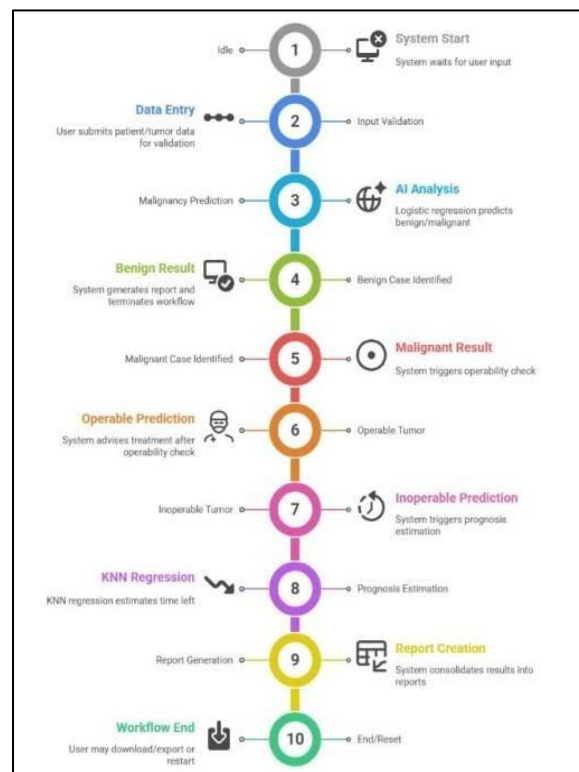 Idle
1
System Start
System waits for user input
Data Entry
User submits patient/tumor data
for validation
2
Input Validation
Malignancy Prediction
3
AI Analysis
Logistic regression predicts
benign/malignant
Benign Result
System generates report and
terminates workflow
4
Benign Case Identified
Malignant Case Identified
5
Malignant Result
System triggers operability check
Operable Prediction
System advises treatment after
operability check
6
Operable Tumor
Inoperable Tumor
7
Inoperable Prediction
System triggers prognosis
estimation
KNN Regression
KNN regression estimates time left
8
Prognosis Estimation
Report Generation
9
Report Creation
System consolidates results into
reports
Workflow End
User may download/export or
restart
10
End/Reset